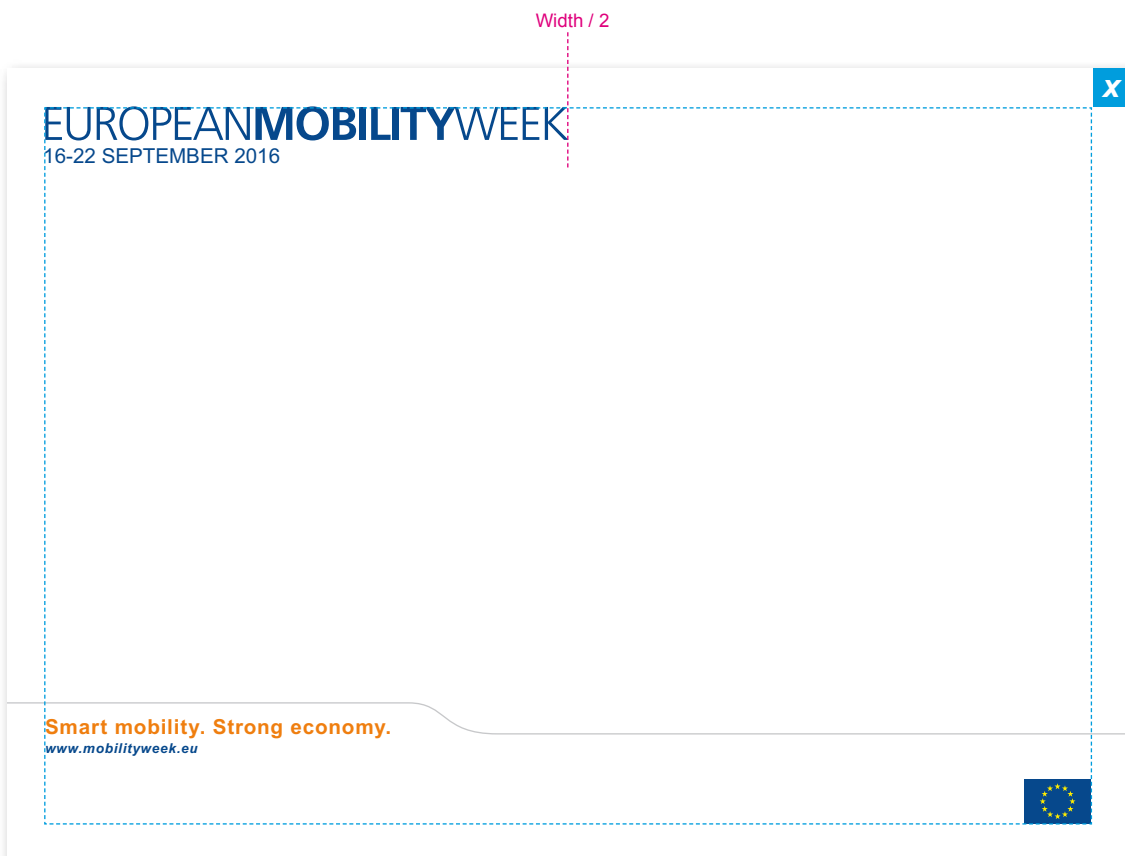 Width / 2
x
EUROPEANMOBILITYWEEK
16-22 SEPTEMBER 2016
Smart mobility. Strong economy.
www.mobilityweek.eu